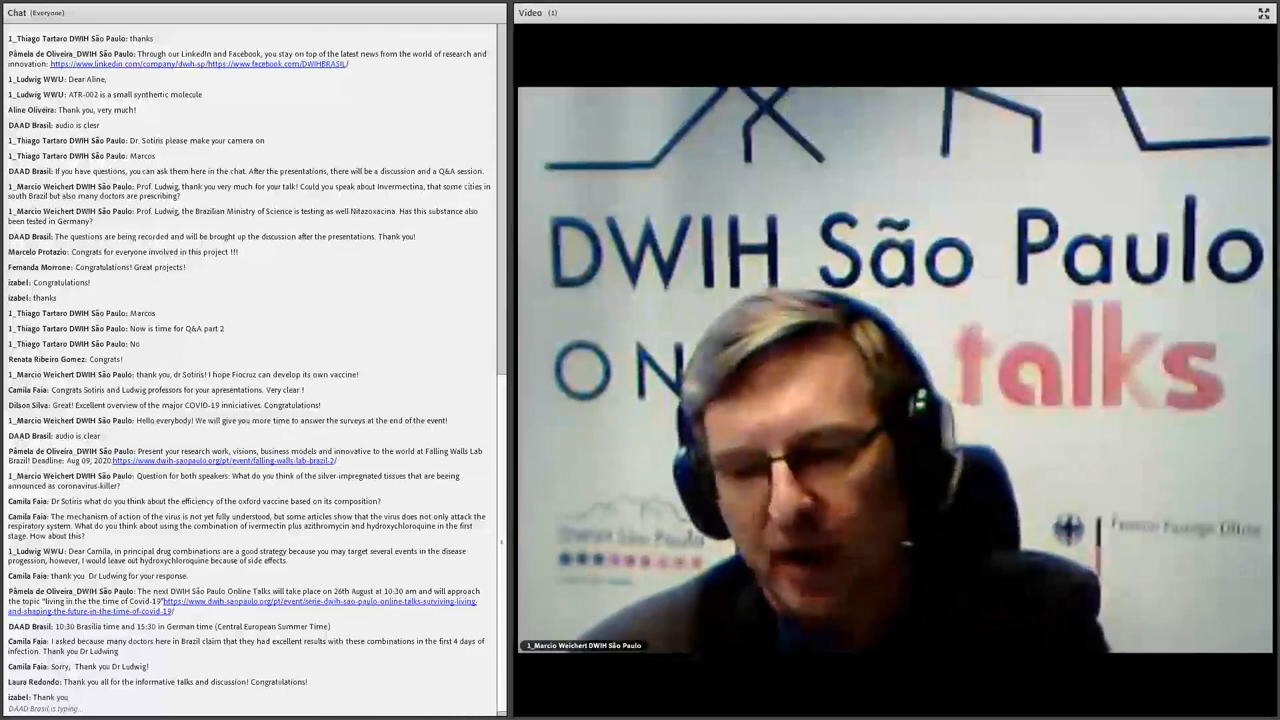 Chat (Everyone)
1_Thiago Tartaro DWIH São Paulo: thanks
Pâmela de Oliveira_DWIH São Paulo: Through our LinkedIn and Facebook, you stay on top of the latest news from the world of research and
innovation: https://www.linkedin.com/company/dwih-sp/https://www.facebook.com/DWIHBRASIL/
1_Ludwig WWU: Dear Aline,
1_Ludwig WWU: ATR-002 is a small synthertic molecule
Aline Oliveira: Thank you, very much!
DAAD Brasil: audio is clesr
1_Thiago Tartaro DWIH São Paulo: Dr. Sotiris please make your camera on
1_Thiago Tartaro DWIH São Paulo: Marcos
DAAD Brasil: If you have questions, you can ask them here in the chat. After the presentations, there will be a discussion and a Q&A session.
1_Marcio Weichert DWIH São Paulo: Prof. Ludwig, thank you very much for your talk! Could you speak about Invermectina, that some cities in
south Brazil but also many doctors are prescribing?
1_Marcio Weichert DWIH São Paulo: Prof. Ludwig, the Brazilian Ministry of Science is testing as well Nitazoxacina. Has this substance also
been tested in Germany?
DAAD Brasil: The questions are being recorded and will be brought up the discussion after the presentations. Thank you!
Marcelo Protazio: Congrats for everyone involved in this project !!!
Fernanda Morrone: Congratulations! Great projects!
izabel: Congratulations!
izabel: thanks
1_Thiago Tartaro DWIH São Paulo: Marcos
1_Thiago Tartaro DWIH São Paulo: Now is time for Q&A part 2
1_Thiago Tartaro DWIH São Paulo: No
Renata Ribeiro Gomez: Congrats!
1_Marcio Weichert DWIH São Paulo: thank you, dr Sotiris! I hope Fiocruz can develop its own vaccine!
Camila Faia: Congrats Sotiris and Ludwig professors for your apresentations. Very clear !
Dilson Silva: Great! Excellent overview of the major COVID-19 inniciatives. Congratulations!
1_Marcio Weichert DWIH São Paulo: Hello everybody! We will give you more time to answer the surveys at the end of the event!
DAAD Brasil: audio is clear
Pâmela de Oliveira_DWIH São Paulo: Present your research work, visions, business models and innovative to the world at Falling Walls Lab
Brazil! Deadline: Aug 09, 2020.https://www.dwih-saopaulo.org/pt/event/falling-walls-lab-brazil-2/
1_Marcio Weichert DWIH São Paulo: Question for both speakers: What do you think of the silver-impregnated tissues that are beeing
announced as coronavirus-killer?
Camila Faia: Dr Sotiris what do you think about the efficiency of the oxford vaccine based on its composition?
Camila Faia: The mechanism of action of the virus is not yet fully understood, but some articles show that the virus does not only attack the
respiratory system. What do you think about using the combination of ivermectin plus azithromycin and hydroxychloroquine in the first
stage. How about this?
1_Ludwig WWU: Dear Camila, in principal drug combinations are a good strategy because you may target several events in the disease
progession, however, I would leave out hydroxychloroquine because of side effects.
Camila Faia: thank you Dr Ludwing for your response.
Pâmela de Oliveira_DWIH São Paulo: The next DWIH São Paulo Online Talks will take place on 26th August at 10:30 am and will approach
the topic "living in the the time of Covid-19"https://www.dwih-saopaulo.org/pt/event/serie-dwih-sao-paulo-online-talks-surviving-living-
and-shaping-the-future-in-the-time-of-covid-19/
DAAD Brasil: 10:30 Brasilia time and 15:30 in German time (Central European Summer Time)
Camila Faia: I asked because many doctors here in Brazil claim that they had excellent results with these combinations in the first 4 days of
infection. Thank you Dr Ludwing
Camila Faia: Sorry, Thank you Dr Ludwig!
Laura Redondo: Thank you all for the informative talks and discussion! Congratulations!
izabel: Thank you
DAAD Brasil is typing...
Video (1)
DWIH São Paulo
ON talks
1_Marcio Weichert DWIH São Paulo